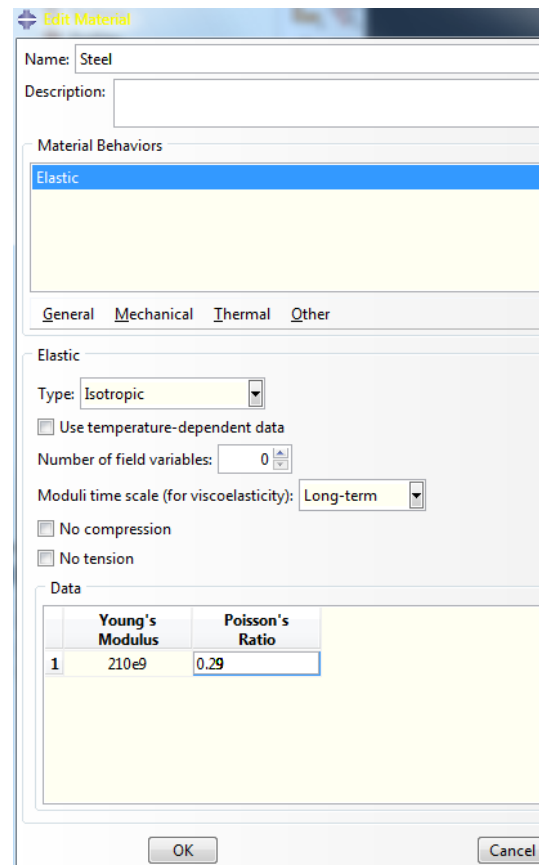 Edit Material
Name: Steel
Description:
Material Behaviors
Elastic
General Mechanical Thermal Other
Elastic
Type: Isotropic
Use temperature-dependent data
Number of field variables: 0
Moduli time scale (for viscoelasticity): Long-term
No compression
No tension
Data
Young's Poisson's
Modulus Ratio
1 210e9 0.29
OK Cancel